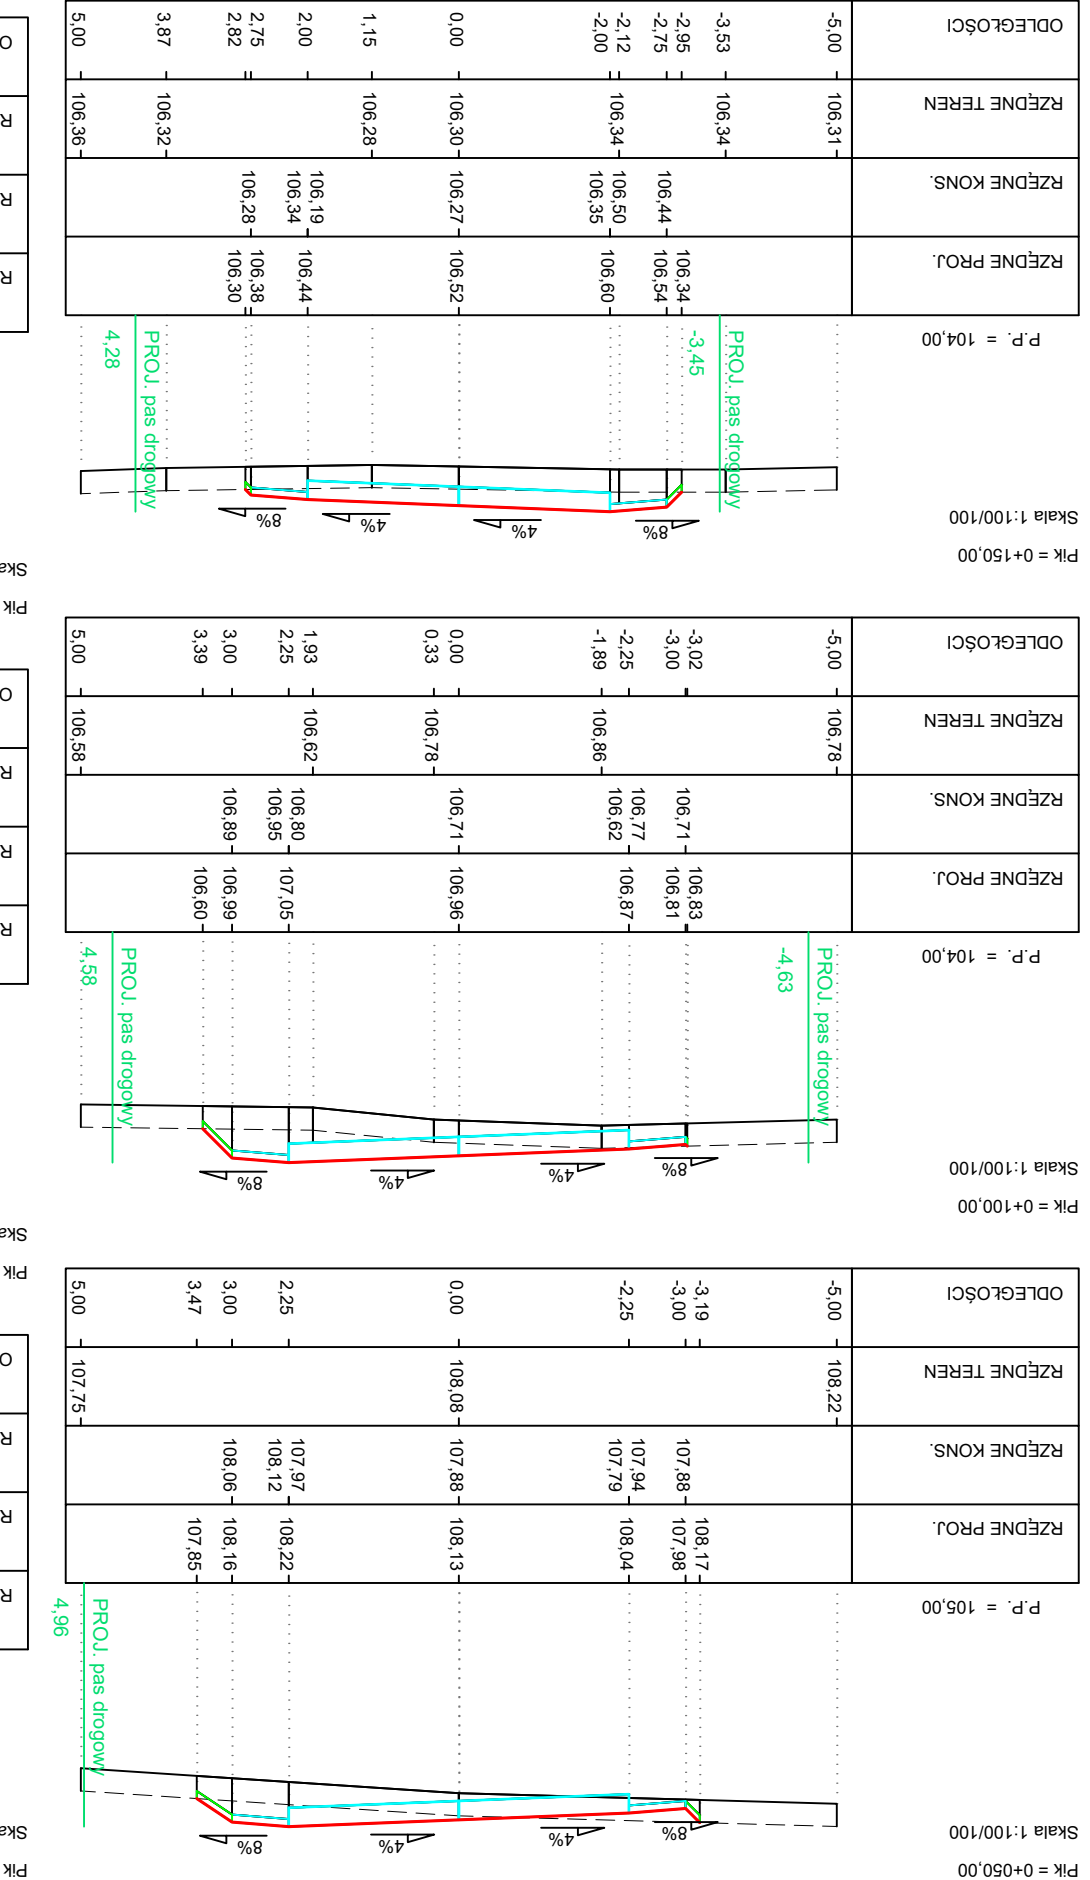 Pik = 0+050,00
Skala 1:100/100
8%
4%
4%
8%
PROJ. pas drogowy
4,96
P.P. = 105,00
RZĘDNE PROJ.
108,17
107,98
108,04
108,13
108,22
108,16
107,85
RZĘDNE KONS.
107,88
107,94
107,79
107,88
107,97
108,12
108,06
RZĘDNE TEREN
108,22
108,08
107,75
ODLEGŁOŚCI
-5,00
-3,19
-3,00
-2,25
0,00
2,25
3,00
3,47
5,00
Pik = 0+100,00
Skala 1:100/100
8%
4%
4%
8%
PROJ. pas drogowy
-4,63
PROJ. pas drogowy
4,58
P.P. = 104,00
RZĘDNE PROJ.
106,83
106,81
106,87
106,96
107,05
106,99
106,60
RZĘDNE KONS.
106,71
106,77
106,62
106,71
106,80
106,95
106,89
RZĘDNE TEREN
106,78
106,86
106,78
106,62
106,58
ODLEGŁOŚCI
-5,00
-3,02
-3,00
-2,25
-1,89
0,00
0,33
1,93
2,25
3,00
3,39
5,00
Pik = 0+150,00
Skala 1:100/100
8%
4%
4%
8%
PROJ. pas drogowy
-3,45
PROJ. pas drogowy
4,28
P.P. = 104,00
RZĘDNE PROJ.
106,34
106,54
106,60
106,52
106,44
106,38
106,30
RZĘDNE KONS.
106,44
106,50
106,35
106,27
106,19
106,34
106,28
RZĘDNE TEREN
106,31
106,34
106,34
106,30
106,28
106,32
106,36
ODLEGŁOŚCI
-5,00
-3,53
-2,95
-2,75
-2,12
-2,00
0,00
1,15
2,00
2,75
2,82
3,87
5,00
Pik
Ska
R
R
R
O
Pik
Ska
R
R
R
O
Pik
Ska
R
R
R
O